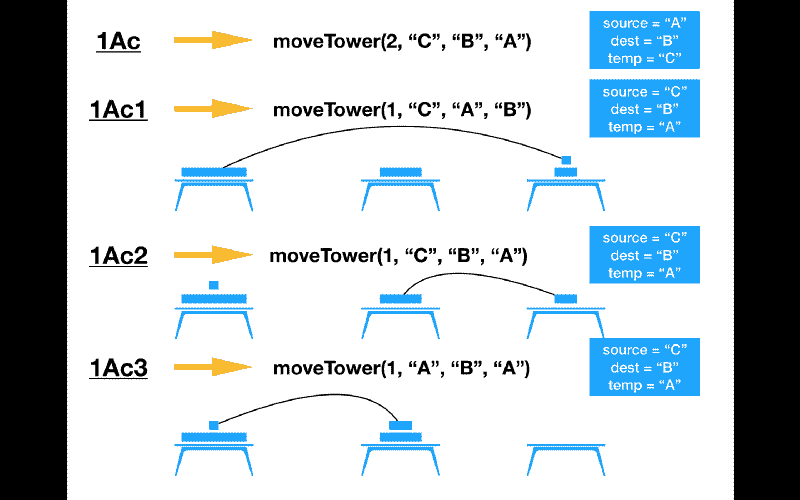 1Ac
moveTower(2, “C”, “B”, “A”)
source = “A”
dest = “B”
temp = “C”
1Ac1
moveTower(1, “C”, “A”, “B”)
source = “C”
dest = “B”
temp = “A”
1Ac2
moveTower(1, “C”, “B”, “A”)
source = “C”
dest = “B”
temp = “A”
1Ac3
moveTower(1, “A”, “B”, “A”)
source = “C”
dest = “B”
temp = “A”